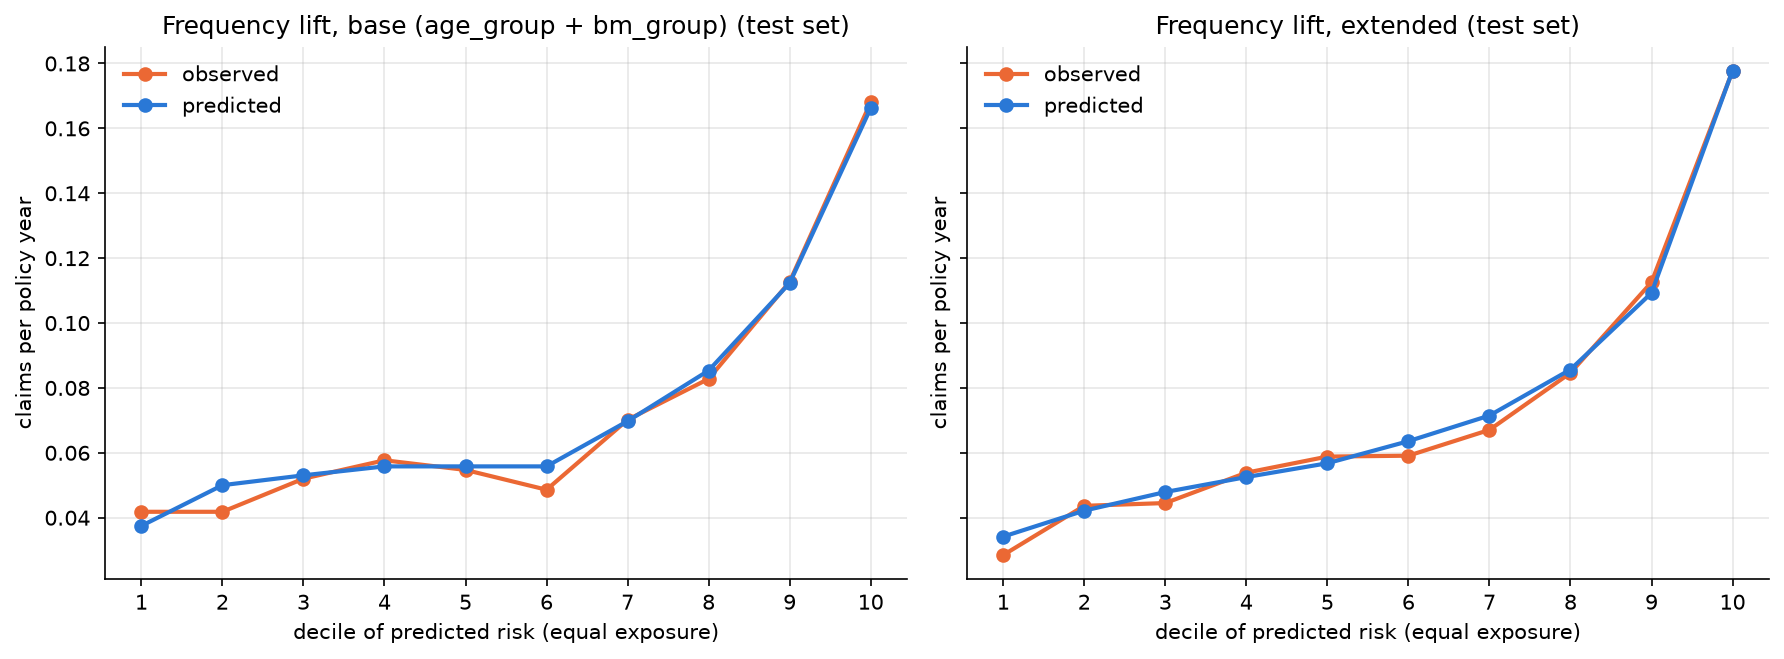 Frequency lift, base (age_group + bm_group) (test set)
observed
predicted
claims per policy year
0.18
0.16
0.14
0.12
0.10
0.08
0.06
0.04
1 2 3 4 5 6 7 8 9 10
decile of predicted risk (equal exposure)
Frequency lift, extended (test set)
observed
predicted
claims per policy year
1 2 3 4 5 6 7 8 9 10
decile of predicted risk (equal exposure)